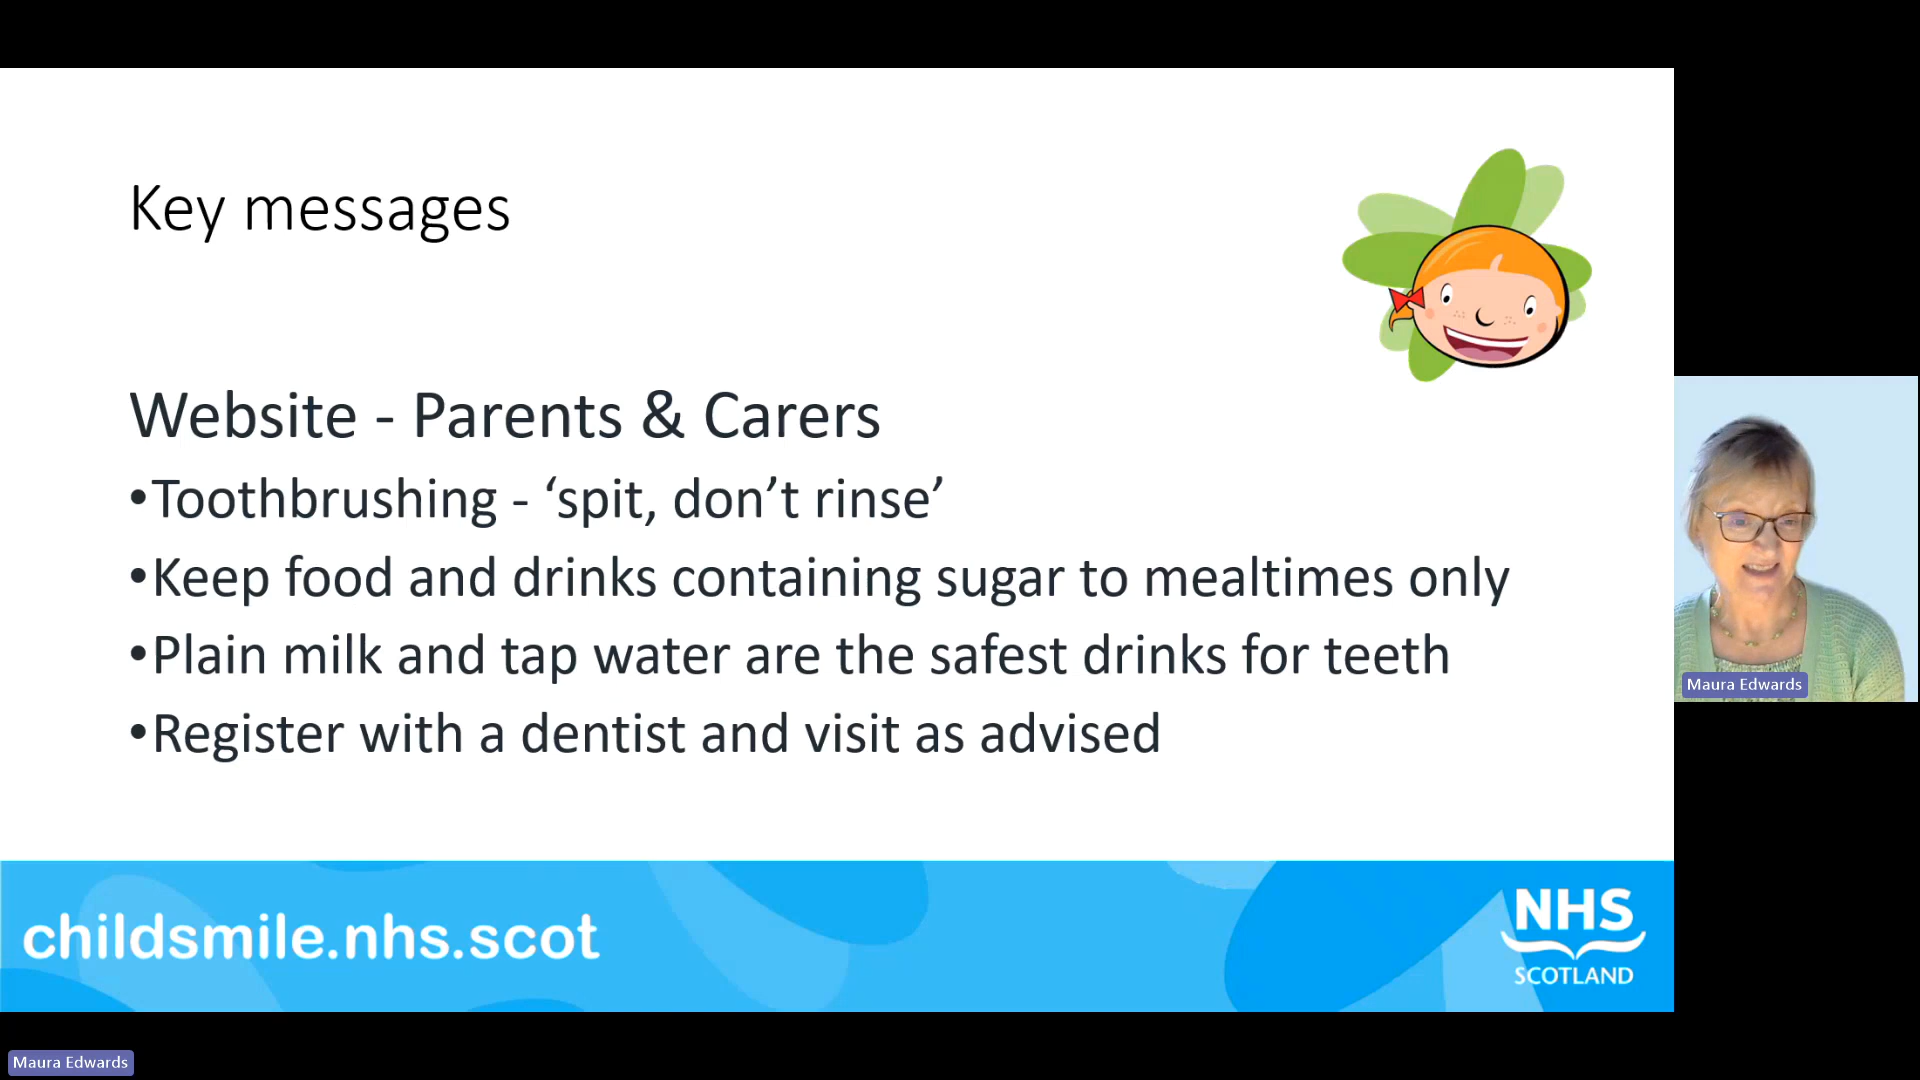 Key messages
Website - Parents & Carers
•Toothbrushing - ‘spit, don’t rinse’
•Keep food and drinks containing sugar to mealtimes only
•Plain milk and tap water are the safest drinks for teeth
•Register with a dentist and visit as advised
childsmile.nhs.scot
NHS
SCOTLAND
Maura Edwards
Maura Edwards